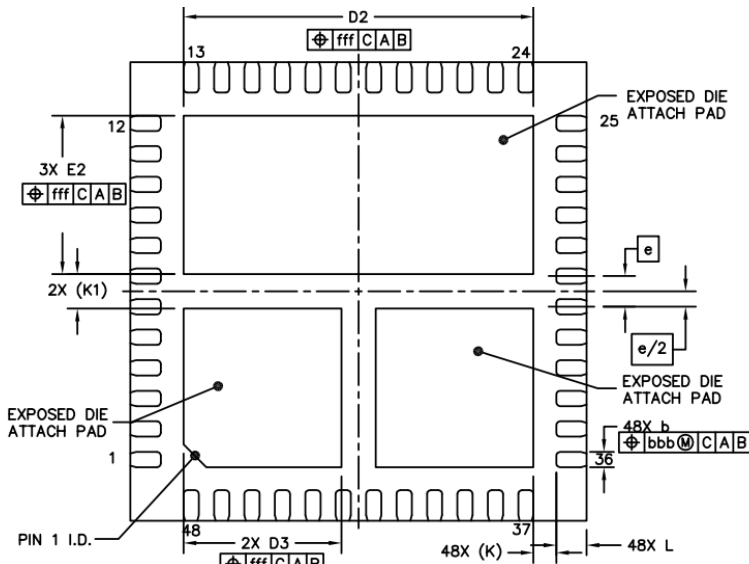 D2
⌖ fff C A B
13
24
EXPOSED DIE
ATTACH PAD
12
25
3X E2
⌖ fff C A B
e
2X (K1)
e/2
EXPOSED DIE
ATTACH PAD
EXPOSED DIE
ATTACH PAD
48X b
⌖ bbb Ⓜ C A B
1
36
PIN 1 I.D.
48
37
2X D3
48X (K)
48X L
⌖ fff C A B